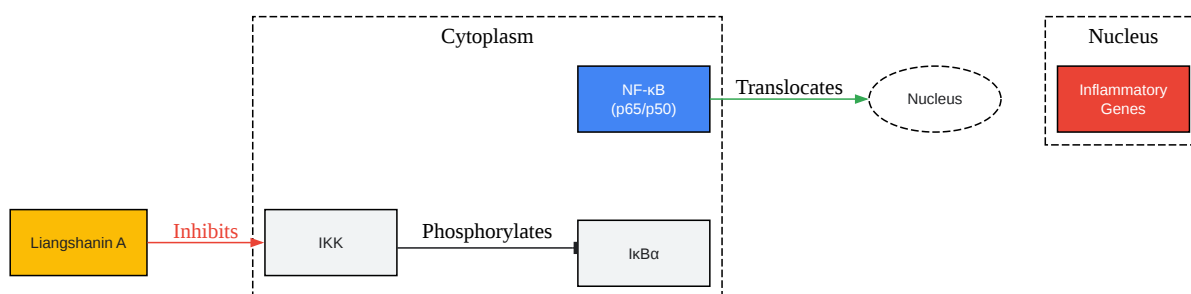 Cytoplasm
Nucleus
NF-κB
(p65/p50)
Translocates
Nucleus
Inflammatory
Genes
Liangshanin A
Inhibits
IKK
Phosphorylates
IκBα